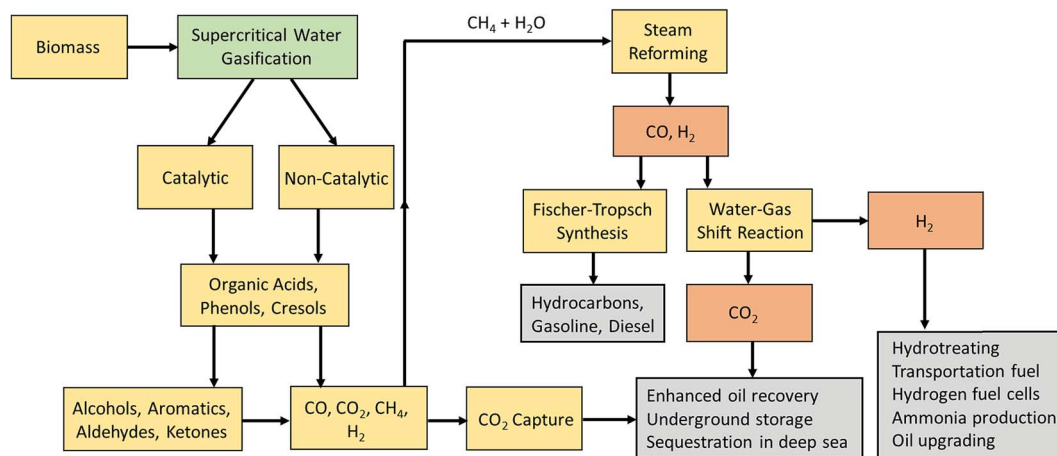 Biomass
Supercritical Water
Gasification
CH₄ + H₂O
Steam
Reforming
CO, H₂
Catalytic
Non-Catalytic
Fischer-Tropsch
Synthesis
Water-Gas
Shift Reaction
H₂
Organic Acids,
Phenols, Cresols
Hydrocarbons,
Gasoline, Diesel
CO₂
Alcohols, Aromatics,
Aldehydes, Ketones
CO, CO₂, CH₄,
H₂
CO₂ Capture
Enhanced oil recovery
Underground storage
Sequestration in deep sea
Hydrotreating
Transportation fuel
Hydrogen fuel cells
Ammonia production
Oil upgrading